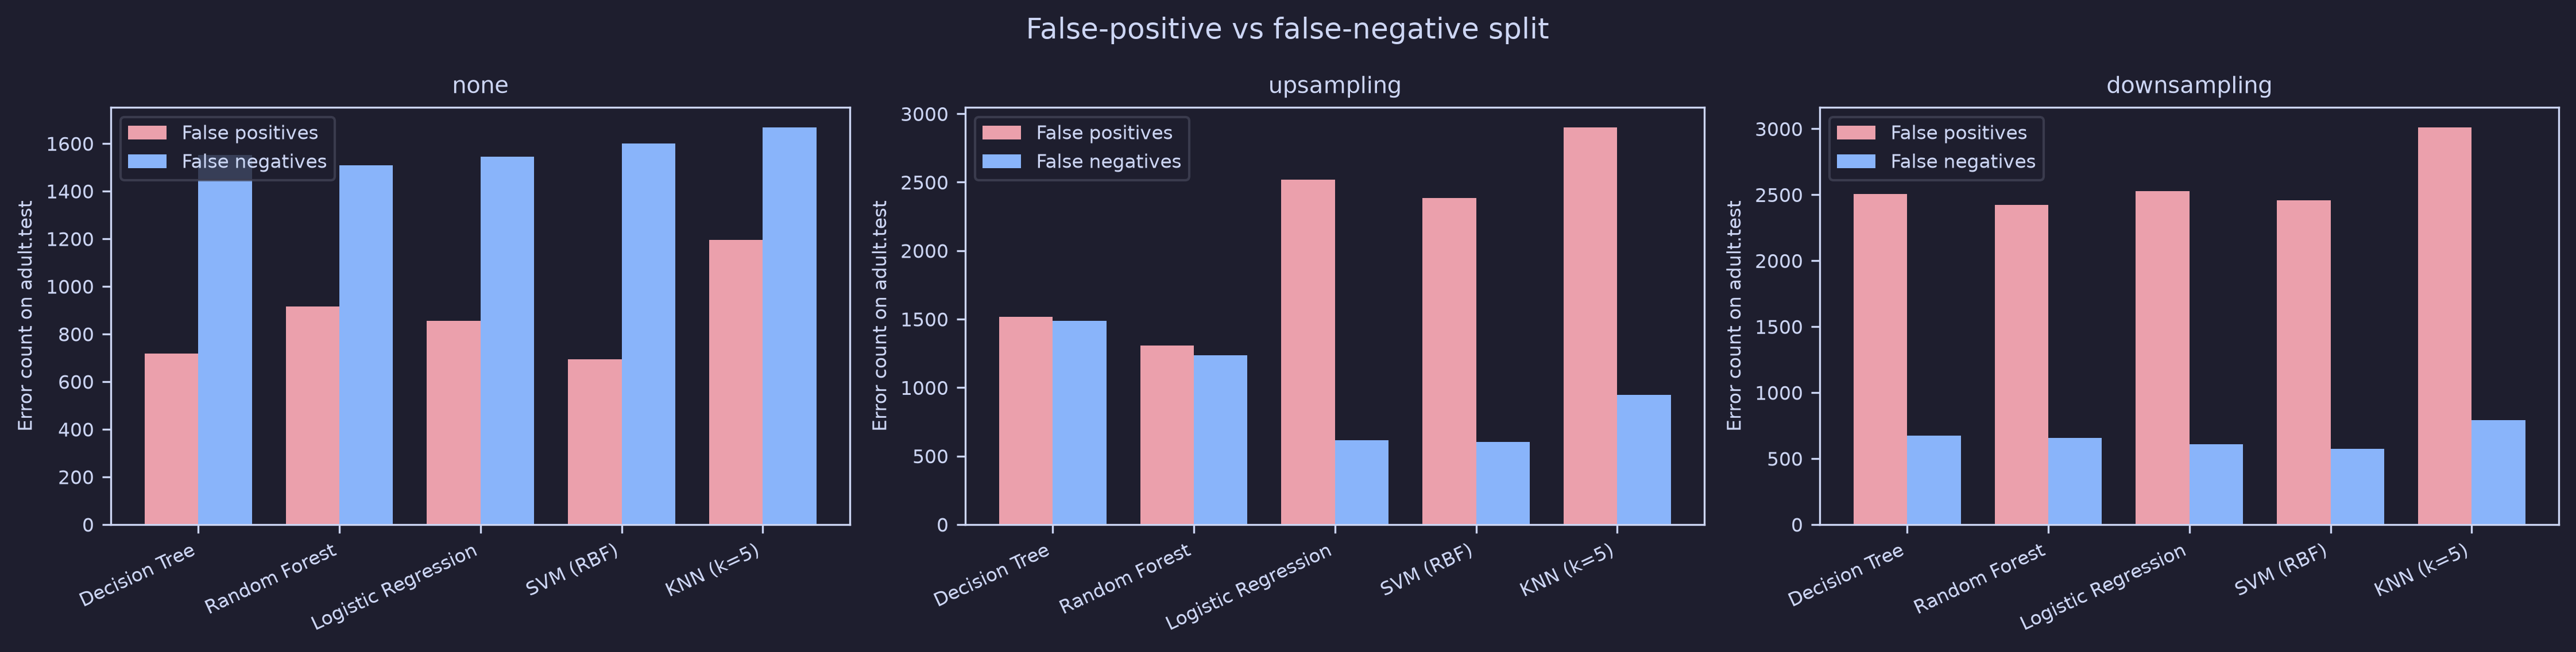 False-positive vs false-negative split
none
False positives
False negatives
Error count on adult.test
1600
1400
1200
1000
800
600
400
200
0
Decision Tree
Random Forest
Logistic Regression
SVM (RBF)
KNN (k=5)
upsampling
False positives
False negatives
Error count on adult.test
3000
2500
2000
1500
1000
500
0
Decision Tree
Random Forest
Logistic Regression
SVM (RBF)
KNN (k=5)
downsampling
False positives
False negatives
Error count on adult.test
3000
2500
2000
1500
1000
500
0
Decision Tree
Random Forest
Logistic Regression
SVM (RBF)
KNN (k=5)